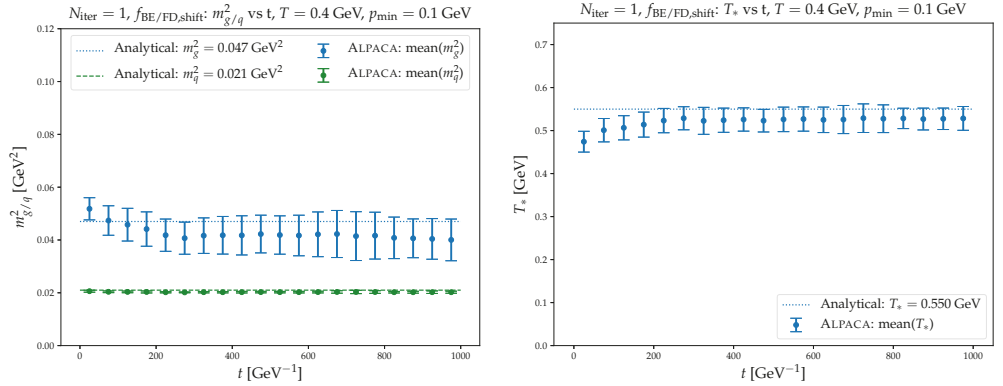 N_iter = 1, f_BE/FD,shift: m²_g/q vs t, T = 0.4 GeV, p_min = 0.1 GeV
Analytical: m²_g = 0.047 GeV²
Analytical: m²_q = 0.021 GeV²
ALPACA: mean(m²_g)
ALPACA: mean(m²_q)
0.12
0.10
0.08
0.06
0.04
0.02
0.00
m²_g/q [GeV²]
0
200
400
600
800
1000
t [GeV⁻¹]
N_iter = 1, f_BE/FD,shift: T_* vs t, T = 0.4 GeV, p_min = 0.1 GeV
0.7
0.6
0.5
0.4
0.3
0.2
0.1
0.0
T_* [GeV]
Analytical: T_* = 0.550 GeV
ALPACA: mean(T_*)
0
200
400
600
800
1000
t [GeV⁻¹]